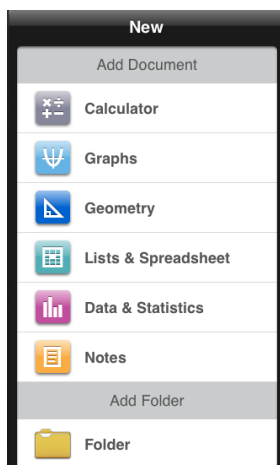 New
Add Document
Calculator
Graphs
Geometry
Lists & Spreadsheet
Data & Statistics
Notes
Add Folder
Folder